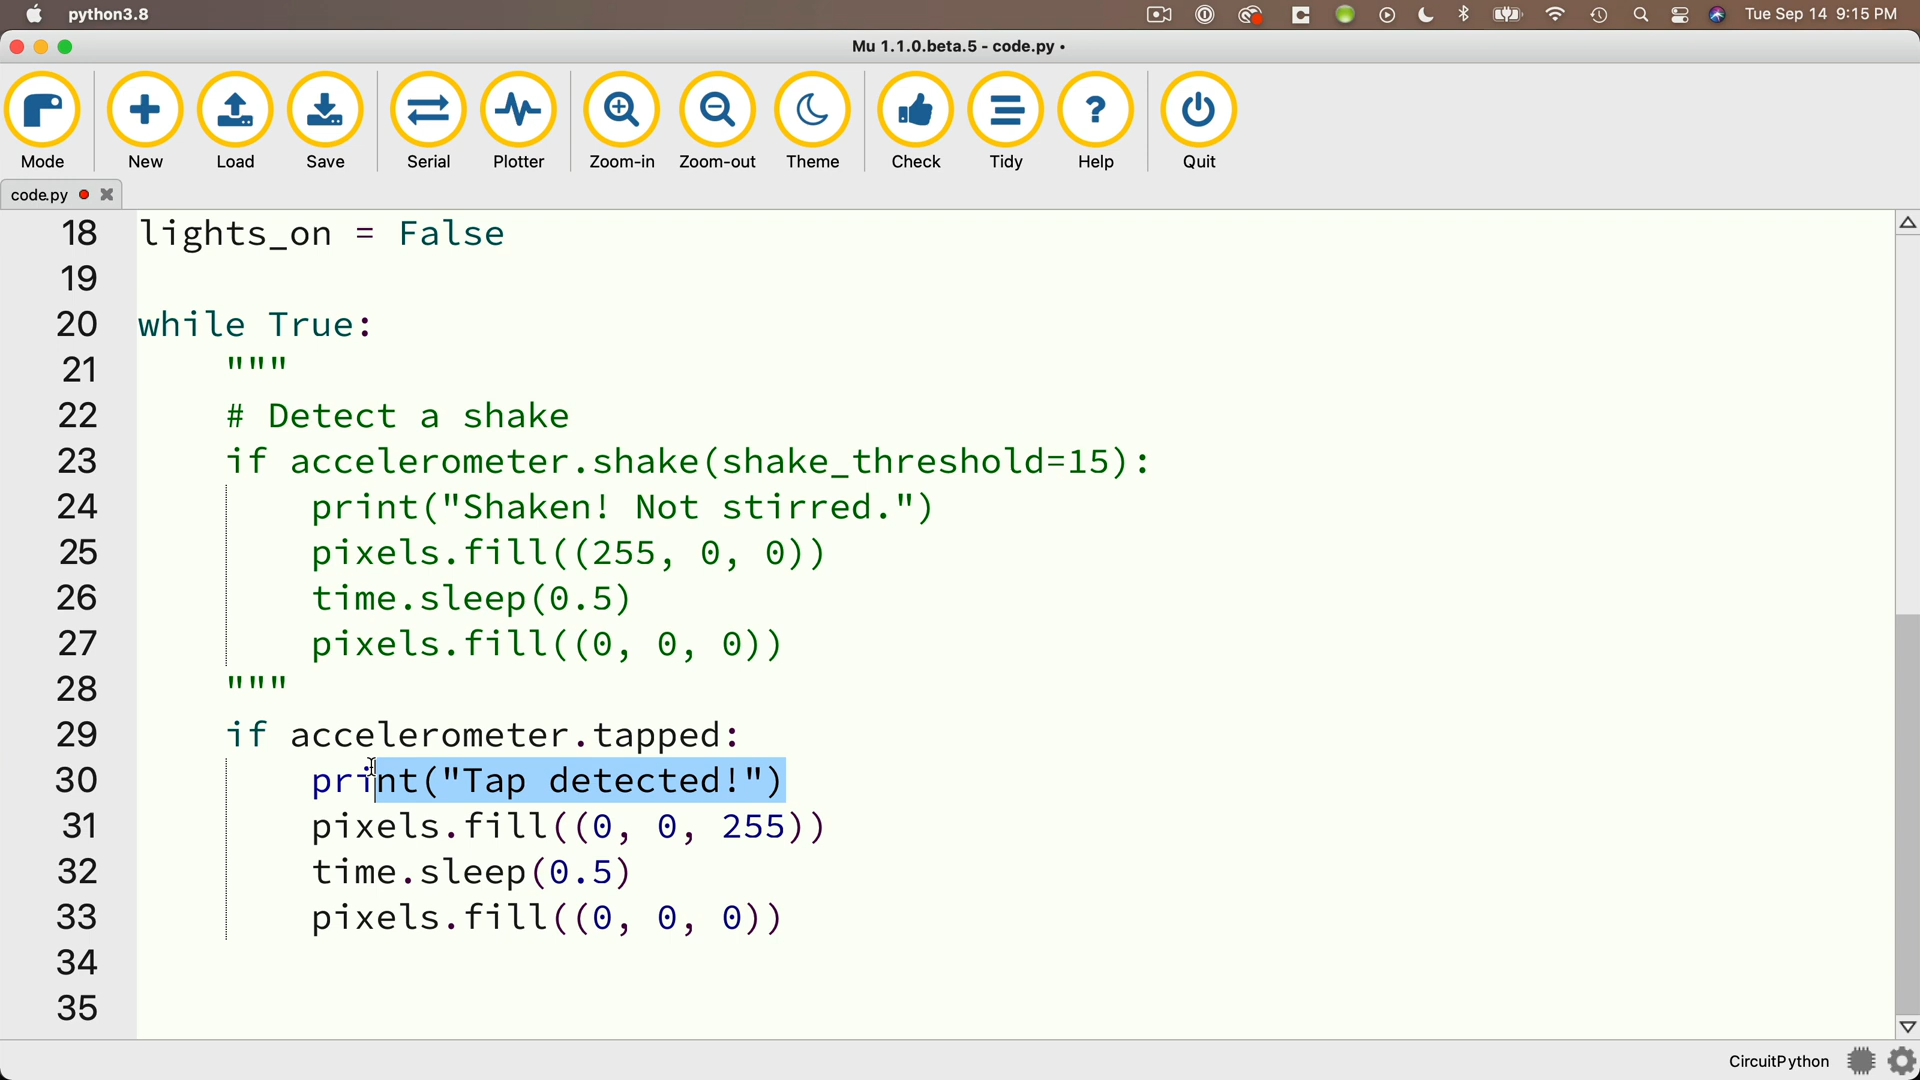 python3.8
Tue Sep 14 9:15 PM
Mu 1.1.0.beta.5 - code.py •
Mode
New
Load
Save
Serial
Plotter
Zoom-in
Zoom-out
Theme
Check
Tidy
Help
Quit
code.py
18 lights_on = False
19
20 while True:
21 """
22 # Detect a shake
23 if accelerometer.shake(shake_threshold=15):
24 print("Shaken! Not stirred.")
25 pixels.fill((255, 0, 0))
26 time.sleep(0.5)
27 pixels.fill((0, 0, 0))
28 """
29 if accelerometer.tapped:
30 print("Tap detected!")
31 pixels.fill((0, 0, 255))
32 time.sleep(0.5)
33 pixels.fill((0, 0, 0))
34
35
CircuitPython